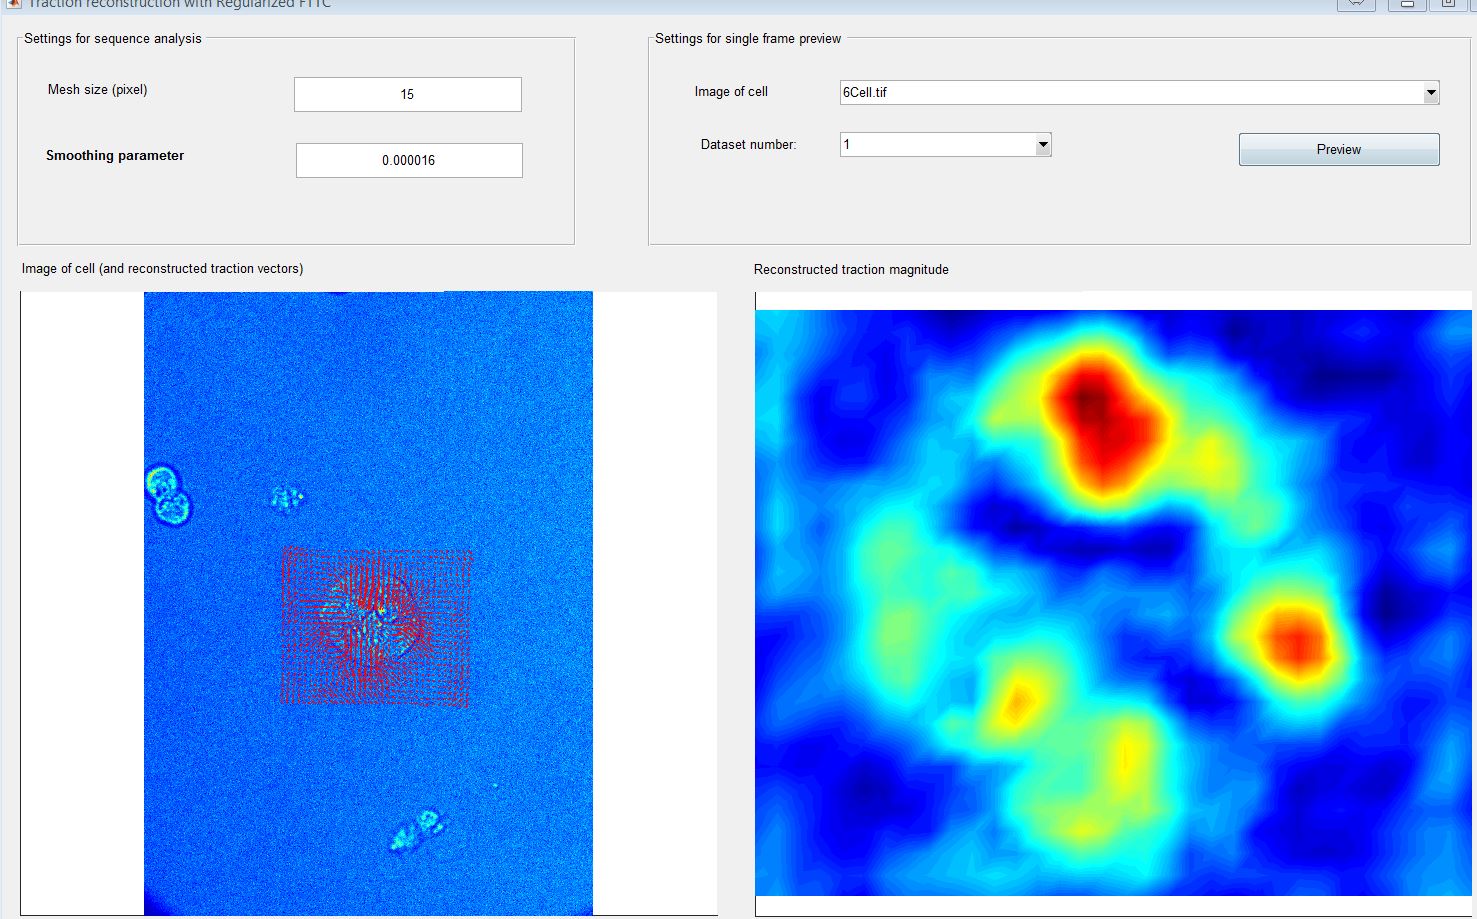 Traction reconstruction with Regularized FTTC
Settings for sequence analysis
Mesh size (pixel)
15
Smoothing parameter
0.000016
Settings for single frame preview
Image of cell
6Cell.tif
Dataset number:
1
Preview
Image of cell (and reconstructed traction vectors)
Reconstructed traction magnitude